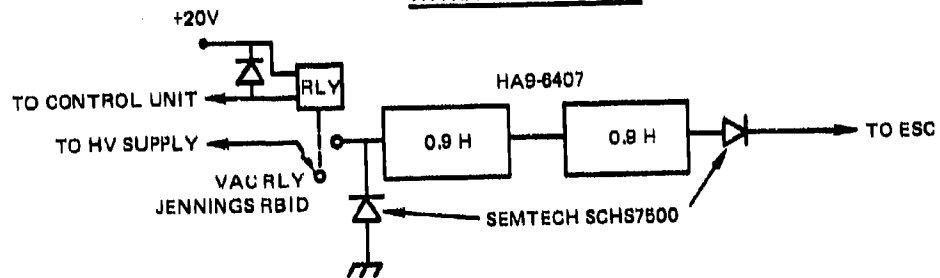 +20V
RLY
HA9-6407
TO CONTROL UNIT
0.9 H
0.9 H
TO ESC
TO HV SUPPLY
VAC RLY
JENNINGS RBID
SEMTECH SCHS7500